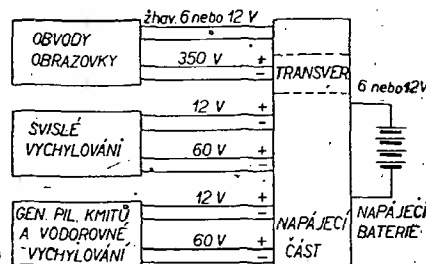 žhav. 6 nebo 12 V
OBVODY
OBRAZOVKY
350 V
+
−
TRANSVER.
6 nebo 12V
12 V
+
−
SVISLÉ
VYCHYLOVÁNÍ
60 V
+
−
12 V
+
−
GEN. PIL. KMITŮ
A VODOROVNÉ
VYCHYLOVÁNÍ
60 V
+
−
NAPÁJECÍ
ČÁST
NAPÁJECÍ
BATERIE